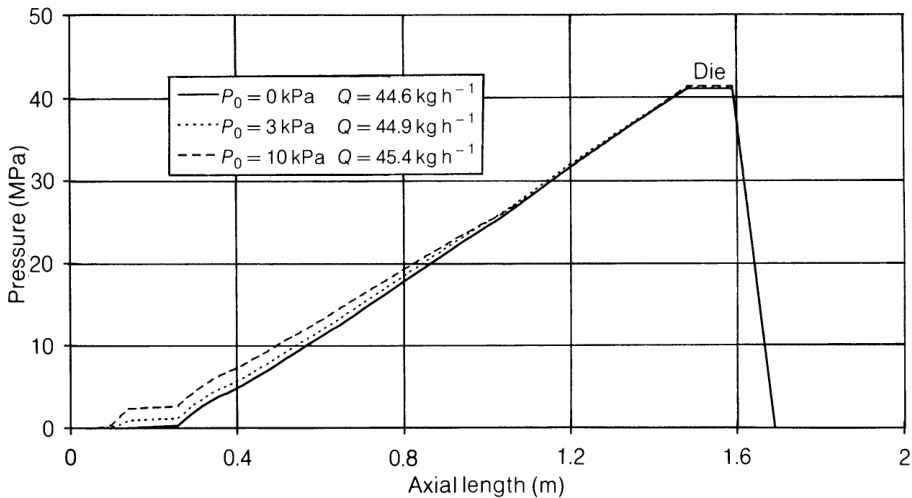 50
40
30
20
10
0
Pressure (MPa)
P₀ = 0 kPa Q = 44.6 kg h⁻¹
P₀ = 3 kPa Q = 44.9 kg h⁻¹
P₀ = 10 kPa Q = 45.4 kg h⁻¹
Die
0 0.4 0.8 1.2 1.6 2
Axial length (m)